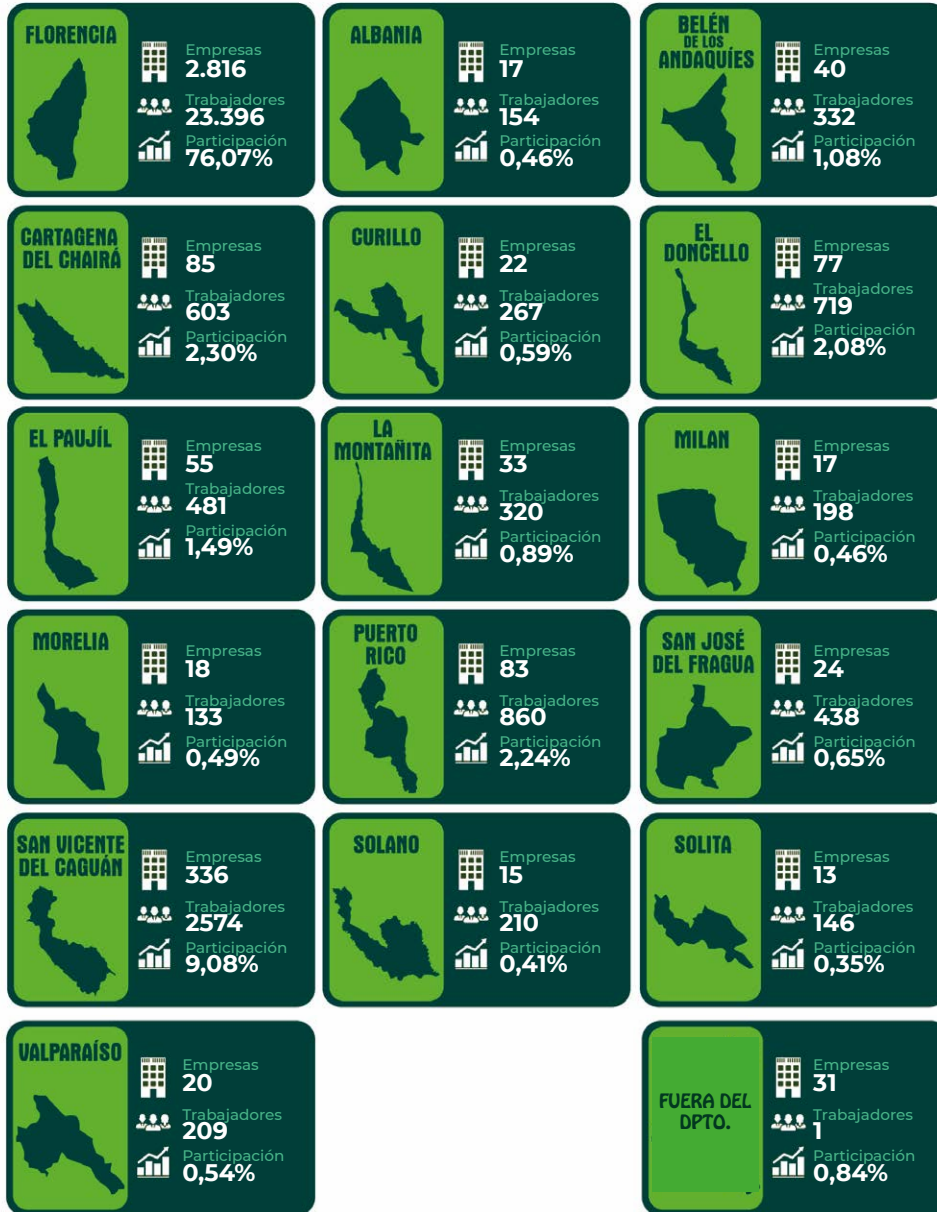 FLORENCIA
Empresas
2.816
Trabajadores
23.396
Participación
76,07%
ALBANIA
Empresas
17
Trabajadores
154
Participación
0,46%
BELÉN
DE LOS
ANDAQUÍES
Empresas
40
Trabajadores
332
Participación
1,08%
CARTAGENA
DEL CHAIRÁ
Empresas
85
Trabajadores
603
Participación
2,30%
CURILLO
Empresas
22
Trabajadores
267
Participación
0,59%
EL
DONCELLO
Empresas
77
Trabajadores
719
Participación
2,08%
EL PAUJÍL
Empresas
55
Trabajadores
481
Participación
1,49%
LA
MONTAÑITA
Empresas
33
Trabajadores
320
Participación
0,89%
MILAN
Empresas
17
Trabajadores
198
Participación
0,46%
MORELIA
Empresas
18
Trabajadores
133
Participación
0,49%
PUERTO
RICO
Empresas
83
Trabajadores
860
Participación
2,24%
SAN JOSÉ
DEL FRAGUA
Empresas
24
Trabajadores
438
Participación
0,65%
SAN VICENTE
DEL CAGUÁN
Empresas
336
Trabajadores
2574
Participación
9,08%
SOLANO
Empresas
15
Trabajadores
210
Participación
0,41%
SOLITA
Empresas
13
Trabajadores
146
Participación
0,35%
VALPARAÍSO
Empresas
20
Trabajadores
209
Participación
0,54%
FUERA DEL
DPTO.
Empresas
31
Trabajadores
1
Participación
0,84%